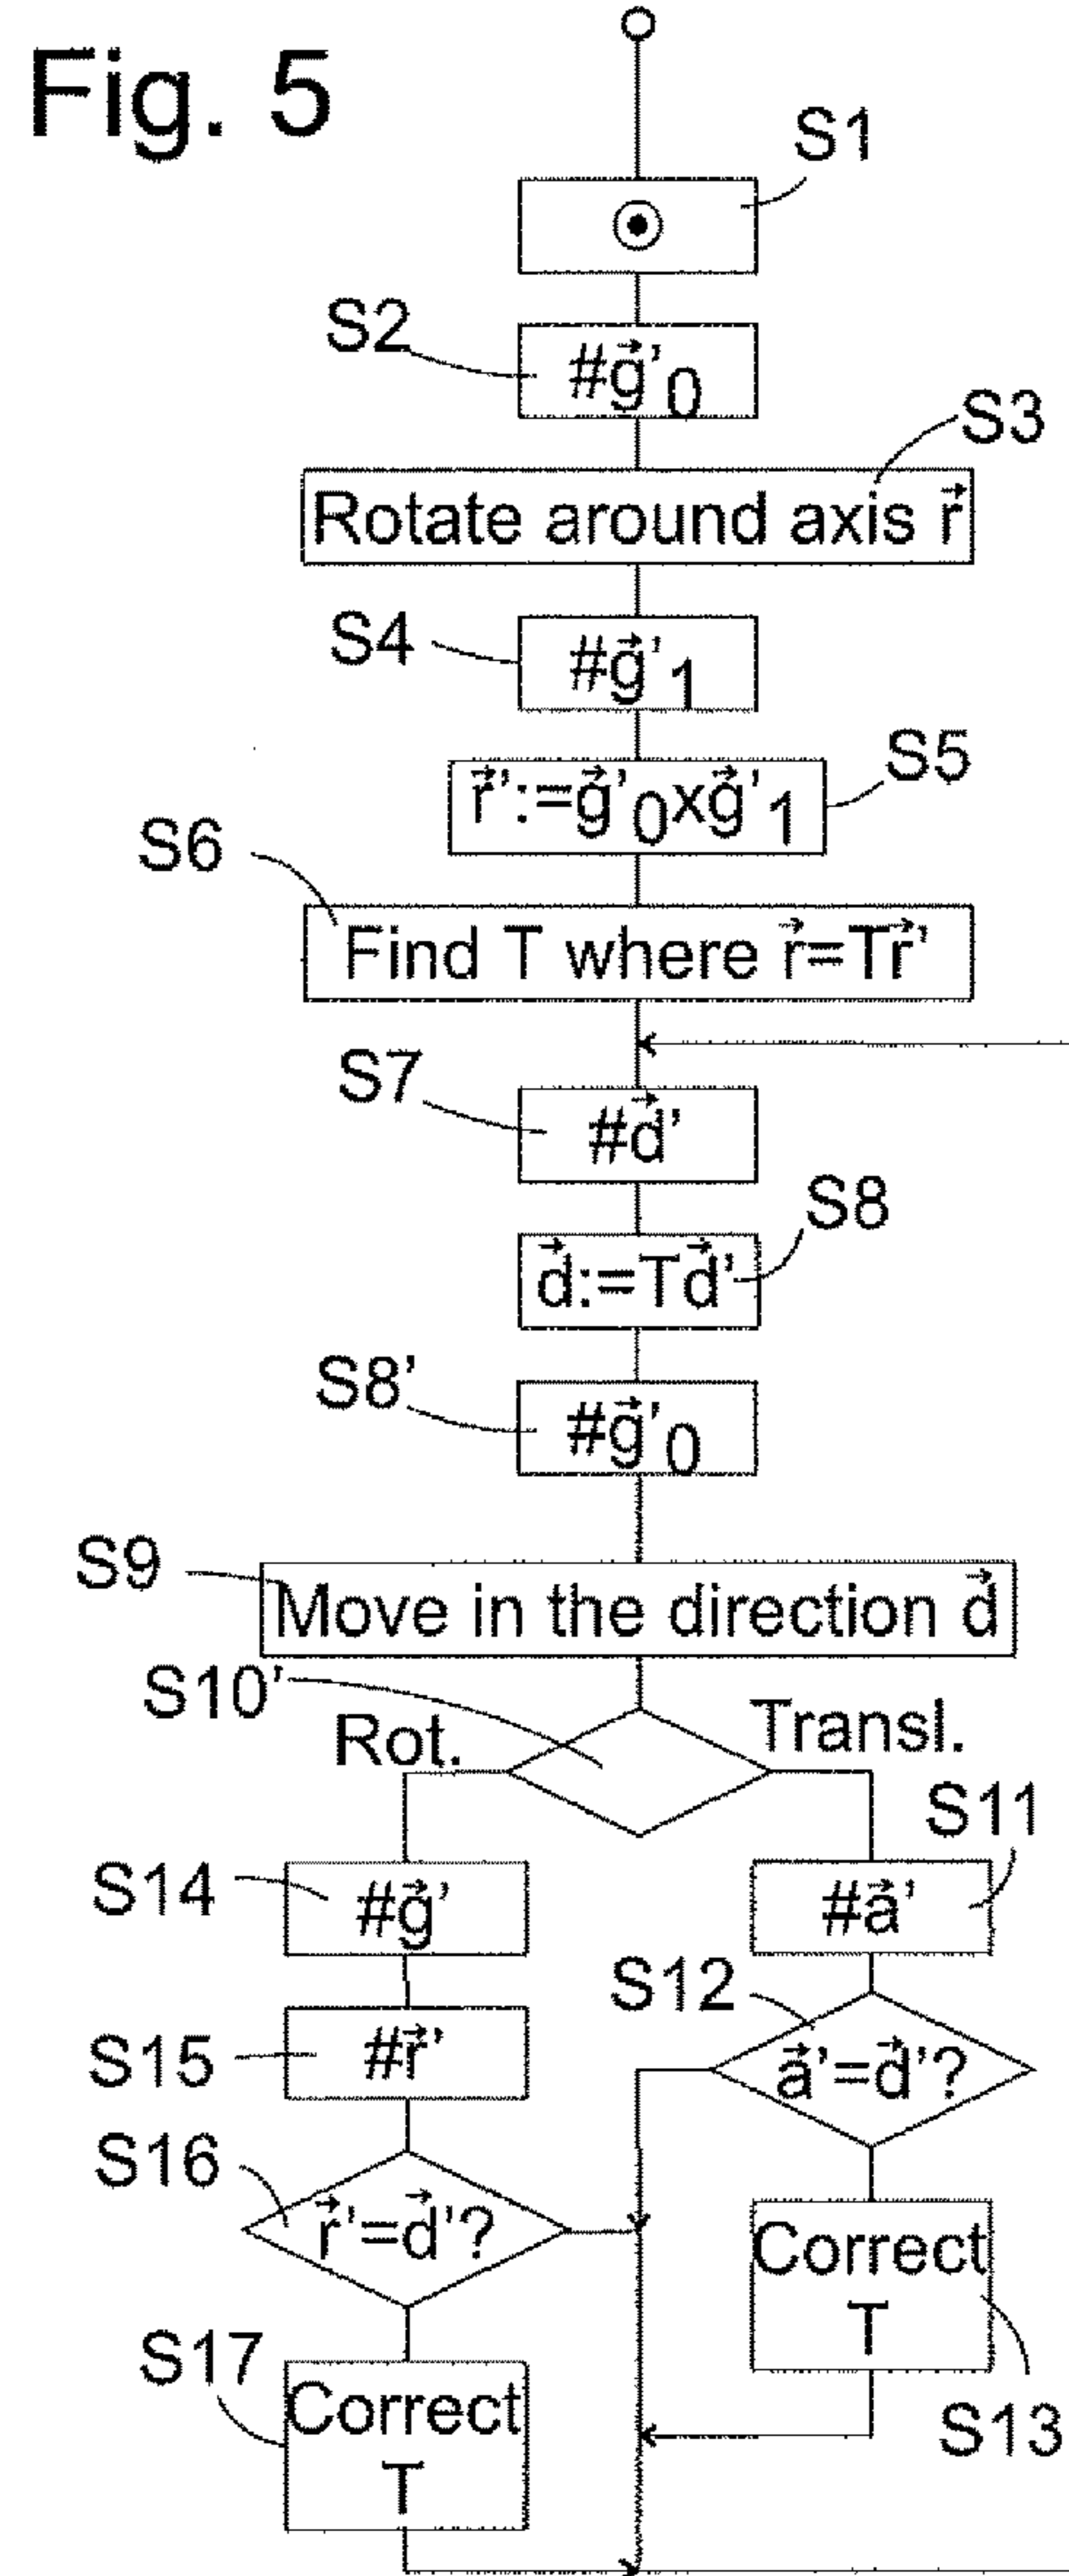 Fig. 5
S1
S2
#g⃗'0
S3
Rotate around axis r⃗
S4
#g⃗'1
S5
r⃗':=g⃗'0xg⃗'1
S6
Find T where r⃗=Tr⃗'
S7
#d⃗'
S8
d⃗:=Td⃗'
S8'
#g⃗'0
S9
Move in the direction d⃗
S10'
Rot.
Transl.
S11
S14
#g⃗'
#a⃗'
S12
S15
#r⃗'
a⃗'=d⃗'?
S16
r⃗'=d⃗'?
Correct
T
S17
S13
Correct
T